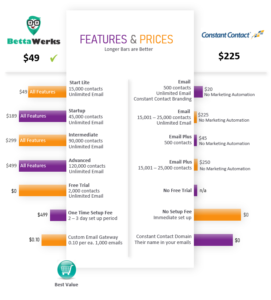 BettaWerks
$49
FEATURES & PRICES
Longer Bars are Better
Constant Contact
$225
$49 All Features
Start Lite
15,000 contacts
Unlimited Email
Email
500 contacts
Unlimited Email
Constant Contact Branding
$20
No Marketing Automation
$189 All Features
Startup
45,000 contacts
Unlimited Email
Email
15,001 – 25,000 contacts
Unlimited Email
$225
No Marketing Automation
$299 All Features
Intermediate
90,000 contacts
Unlimited Email
Email Plus
500 contacts
$45
No Marketing Automation
$499 All Features
Advanced
120,000 contacts
Unlimited Email
Email Plus
15,001 – 25,000 contacts
$250
No Marketing Automation
$0
Free Trial
2,000 contacts
Unlimited Email
No Free Trial
n/a
$499
One Time Setup Fee
2 – 3 day set up period
No Setup Fee
Immediate set up
$0
$0.10
Custom Email Gateway
0.10 per ea. 1,000 emails
Constant Contact Domain
Their name in your emails
$0
Best Value